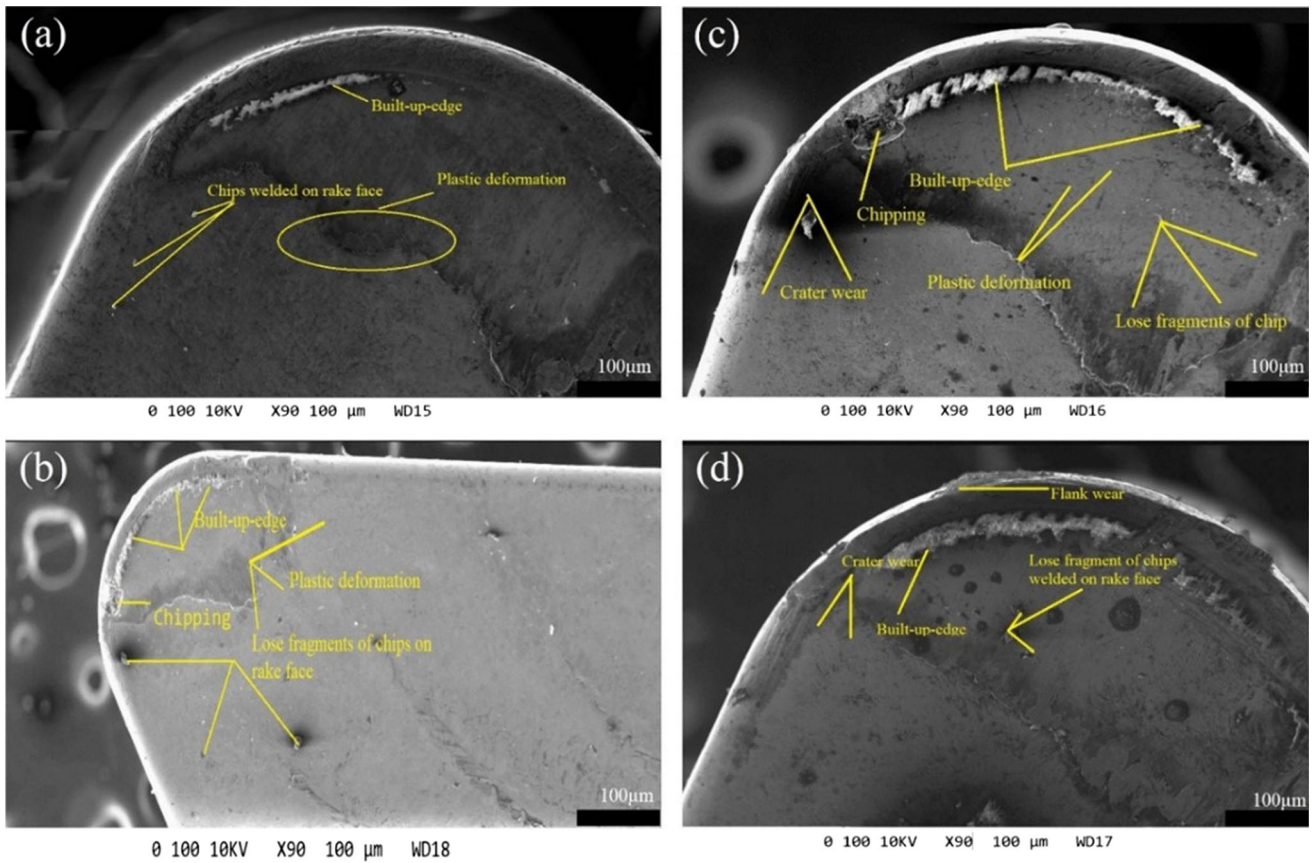 (a)
Built-up-edge
Plastic deformation
Chips welded on rake face
100μm
0 100 10KV X90 100 μm WD15
(c)
Built-up-edge
Chipping
Plastic deformation
Crater wear
Lose fragments of chip
100μm
0 100 10KV X90 100 μm WD16
(b)
Built-up-edge
Plastic deformation
Chipping
Lose fragments of chips on
rake face
100μm
0 100 10KV X90 100 μm WD18
(d)
Flank wear
Crater wear
Lose fragment of chips
welded on rake face
Built-up-edge
100μm
0 100 10KV X90 100 μm WD17